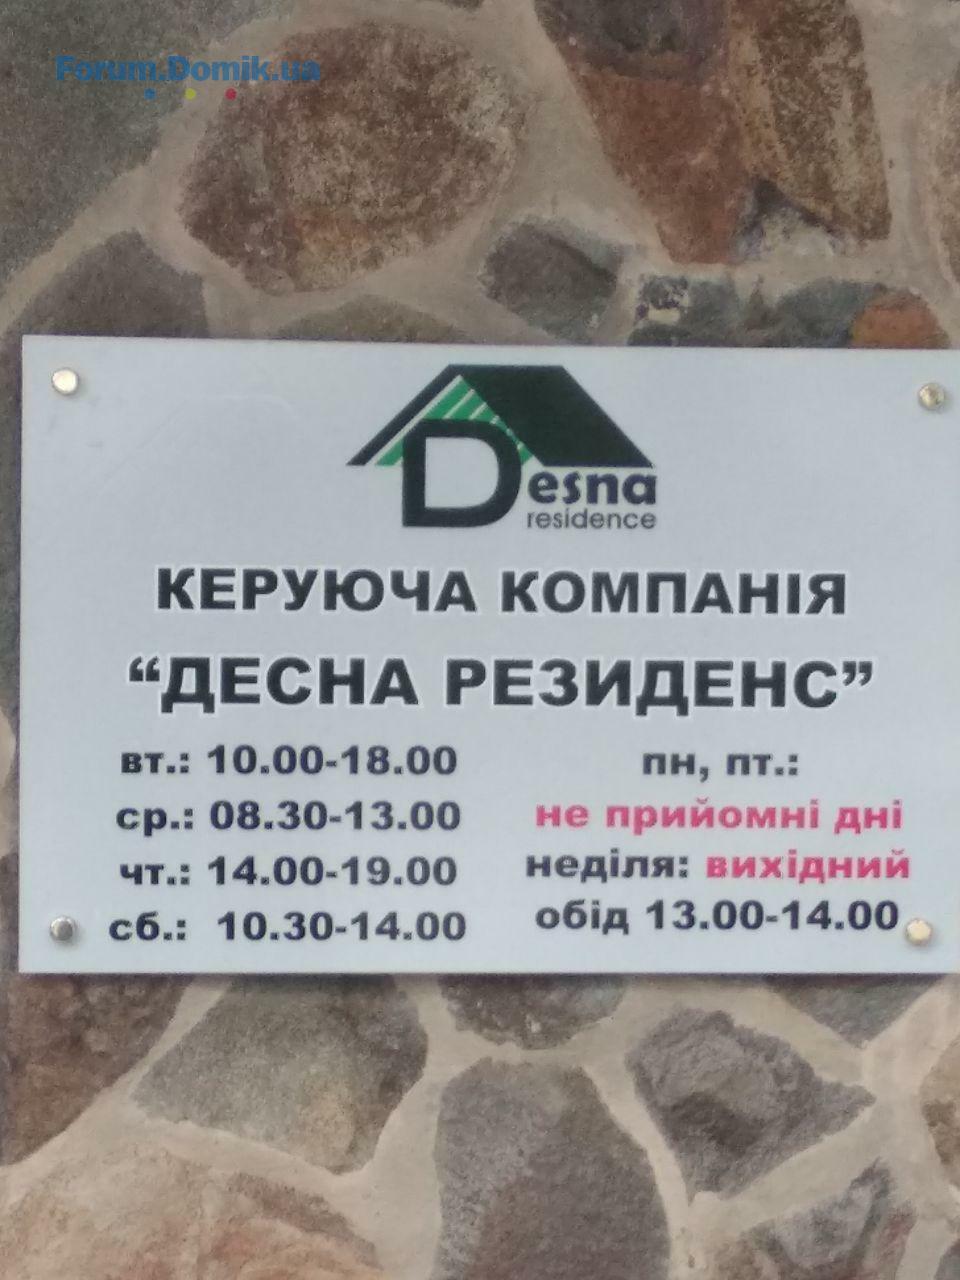 Forum.Domik.ua
Desna
residence
КЕРУЮЧА КОМПАНІЯ
“ДЕСНА РЕЗИДЕНС”
вт.: 10.00-18.00
ср.: 08.30-13.00
чт.: 14.00-19.00
сб.: 10.30-14.00
пн, пт.:
не прийомні дні
неділя: вихідний
обід 13.00-14.00